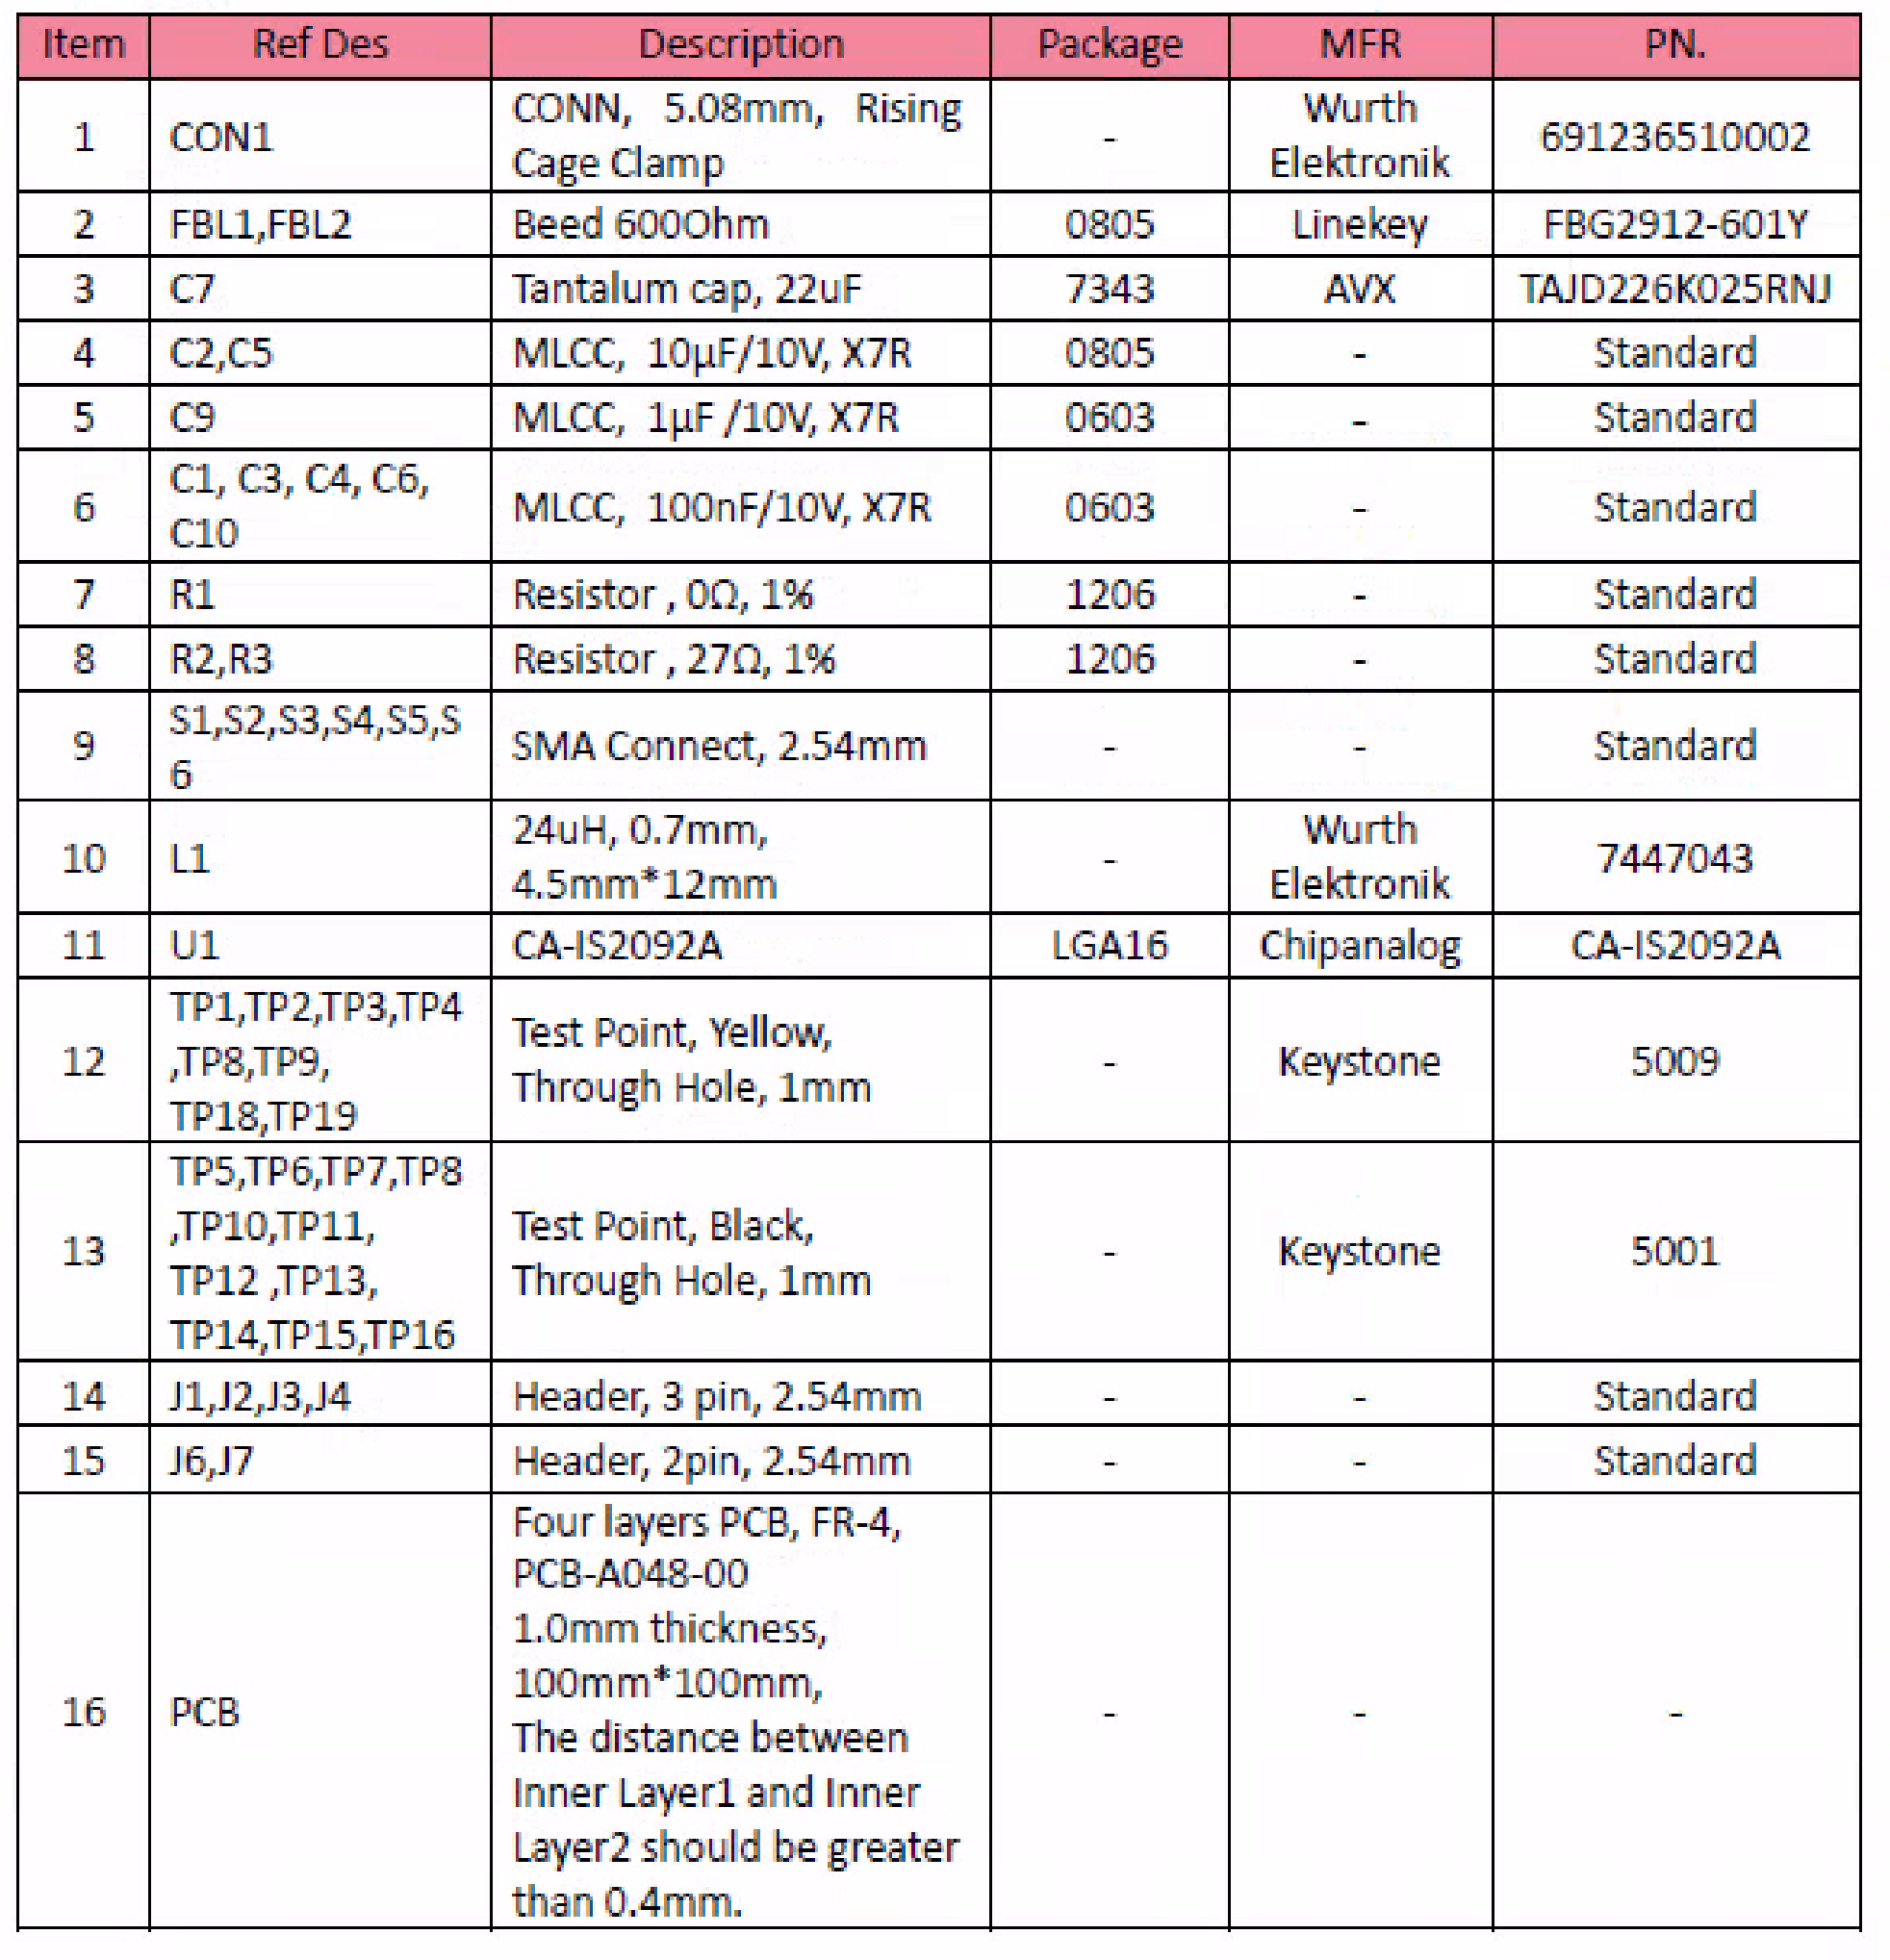 Item Ref Des Description Package MFR PN.
1 CON1 CONN, 5.08mm, Rising Cage Clamp - Wurth Elektronik 691236510002
2 FBL1,FBL2 Beed 600Ohm 0805 Linekey FBG2912-601Y
3 C7 Tantalum cap, 22uF 7343 AVX TAJD226K025RNJ
4 C2,C5 MLCC, 10μF/10V, X7R 0805 - Standard
5 C9 MLCC, 1μF /10V, X7R 0603 - Standard
6 C1, C3, C4, C6, C10 MLCC, 100nF/10V, X7R 0603 - Standard
7 R1 Resistor , 0Ω, 1% 1206 - Standard
8 R2,R3 Resistor , 27Ω, 1% 1206 - Standard
9 S1,S2,S3,S4,S5,S6 SMA Connect, 2.54mm - - Standard
10 L1 24uH, 0.7mm, 4.5mm*12mm - Wurth Elektronik 7447043
11 U1 CA-IS2092A LGA16 Chipanalog CA-IS2092A
12 TP1,TP2,TP3,TP4,TP8,TP9, TP18,TP19 Test Point, Yellow, Through Hole, 1mm - Keystone 5009
13 TP5,TP6,TP7,TP8,TP10,TP11, TP12 ,TP13, TP14,TP15,TP16 Test Point, Black, Through Hole, 1mm - Keystone 5001
14 J1,J2,J3,J4 Header, 3 pin, 2.54mm - - Standard
15 J6,J7 Header, 2pin, 2.54mm - - Standard
16 PCB Four layers PCB, FR-4,
PCB-A048-00
1.0mm thickness,
100mm*100mm,
The distance between
Inner Layer1 and Inner
Layer2 should be greater
than 0.4mm. - - -